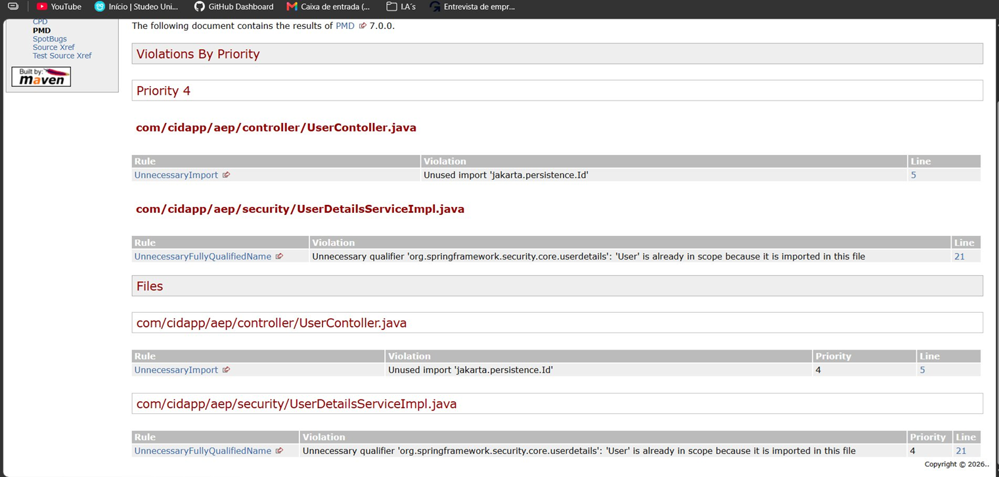 YouTube Início | Studeo Uni... GitHub Dashboard Caixa de entrada (... I.A´s Entrevista de empr...
CPD
PMD
SpotBugs
Source Xref
Test Source Xref
Built by:
maven
The following document contains the results of PMD 7.0.0.
Violations By Priority
Priority 4
com/cidapp/aep/controller/UserContoller.java
Rule Violation Line
UnnecessaryImport Unused import 'jakarta.persistence.Id' 5
com/cidapp/aep/security/UserDetailsServiceImpl.java
Rule Violation Line
UnnecessaryFullyQualifiedName Unnecessary qualifier 'org.springframework.security.core.userdetails': 'User' is already in scope because it is imported in this file 21
Files
com/cidapp/aep/controller/UserContoller.java
Rule Violation Priority Line
UnnecessaryImport Unused import 'jakarta.persistence.Id' 4 5
com/cidapp/aep/security/UserDetailsServiceImpl.java
Rule Violation Priority Line
UnnecessaryFullyQualifiedName Unnecessary qualifier 'org.springframework.security.core.userdetails': 'User' is already in scope because it is imported in this file 4 21
Copyright © 2026..